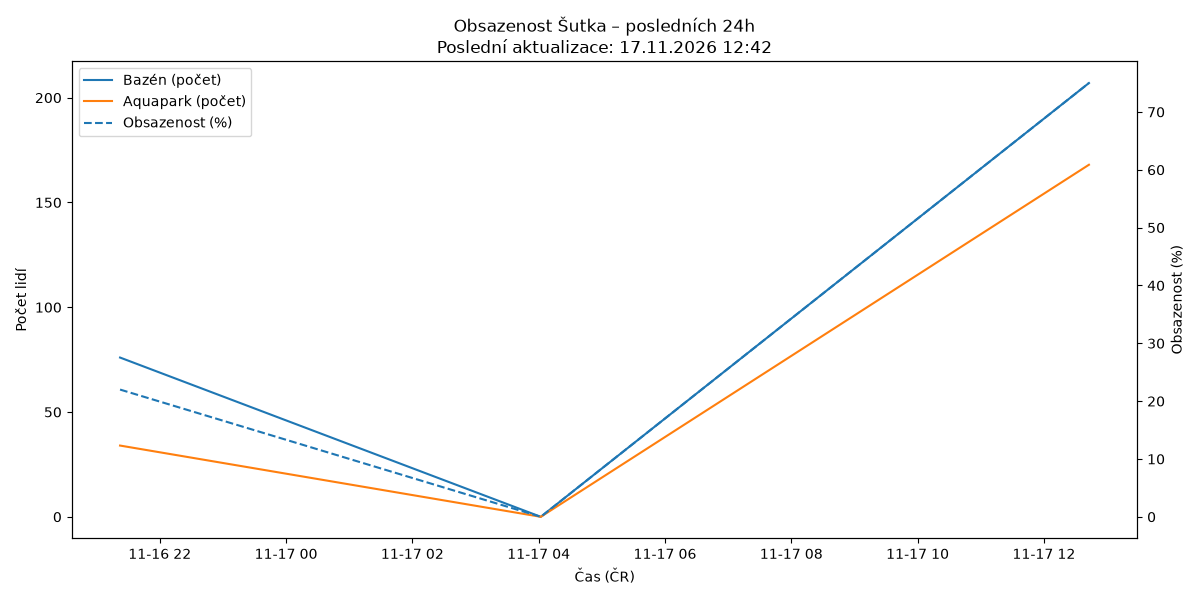 Obsazenost Šutka – posledních 24h
Poslední aktualizace: 17.11.2026 12:42
Bazén (počet)
Aquapark (počet)
Obsazenost (%)
Počet lidí
200
150
100
50
0
70
60
50
40
30
20
10
0
Obsazenost (%)
11-16 22
11-17 00
11-17 02
11-17 04
11-17 06
11-17 08
11-17 10
11-17 12
Čas (ČR)